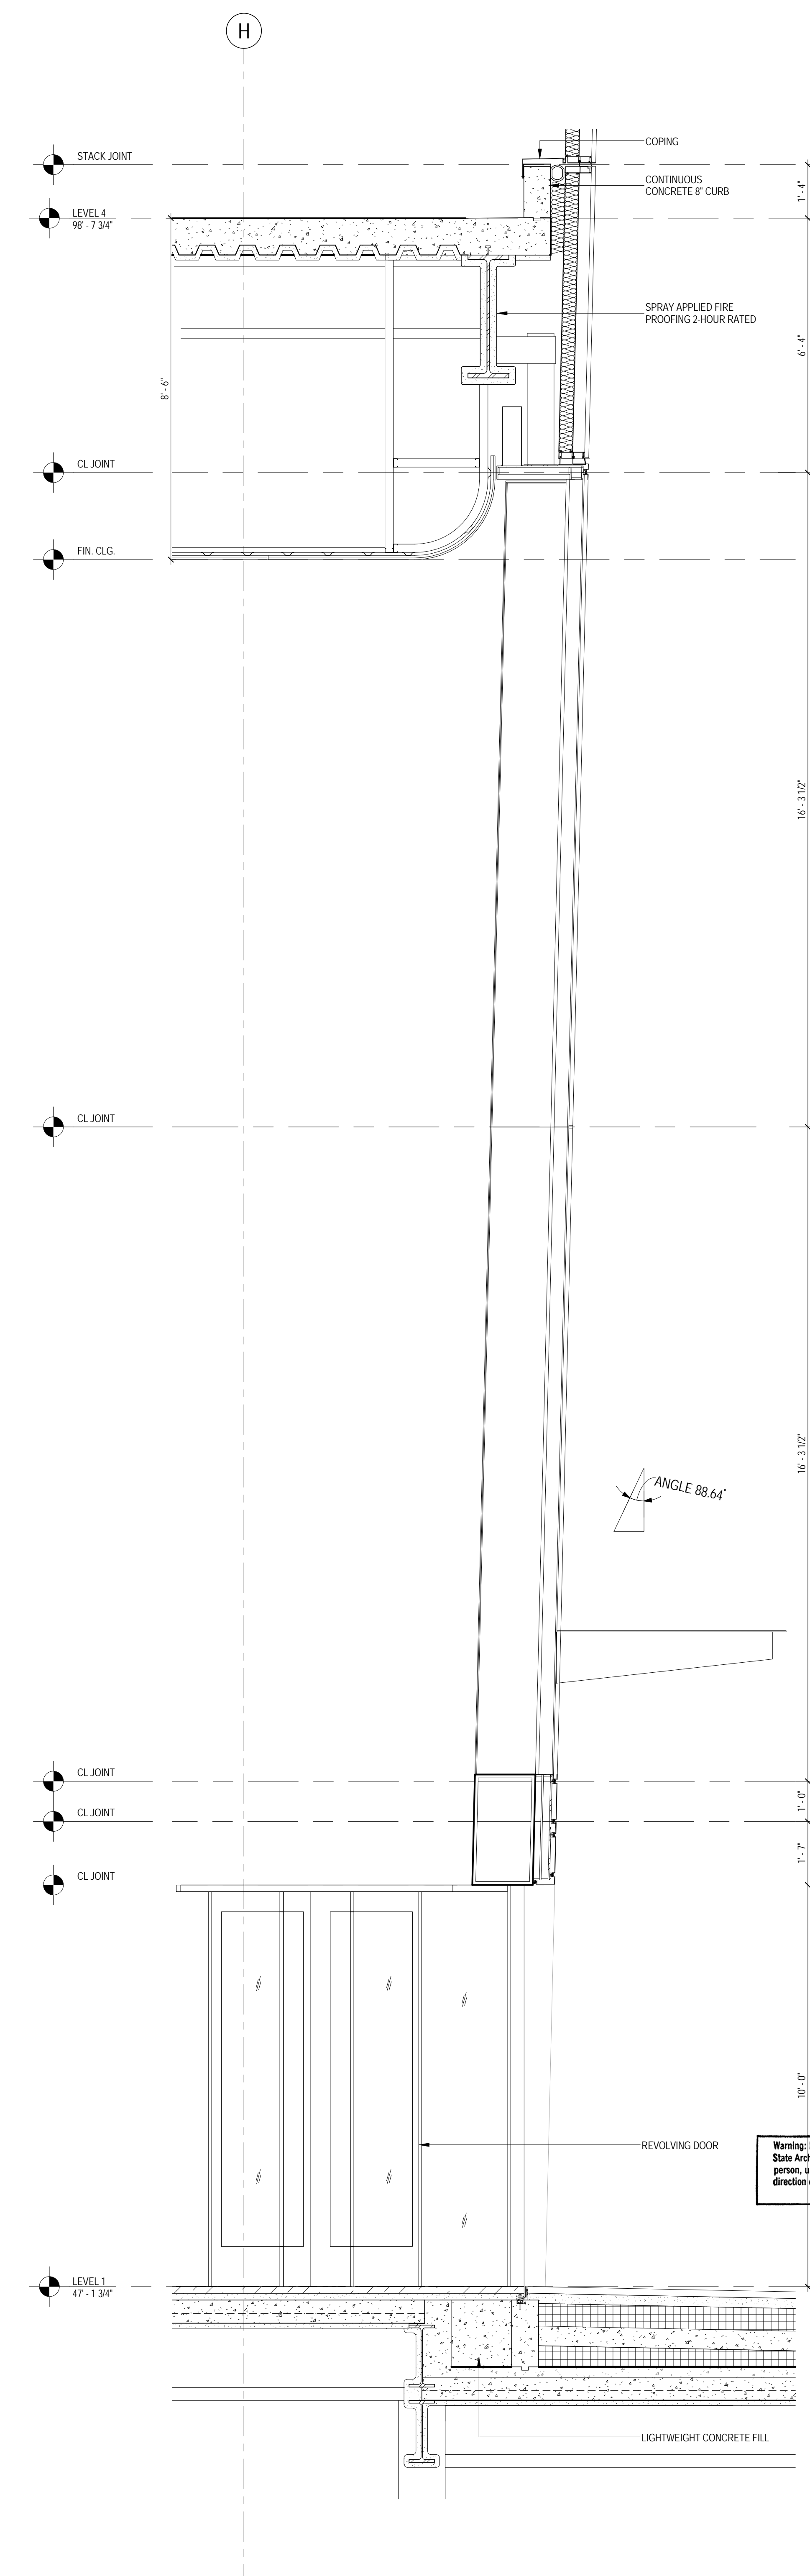 H
STACK JOINT
COPING
CONTINUOUS
CONCRETE 8" CURB
1' - 4"
LEVEL 4
98' - 7 3/4"
SPRAY APPLIED FIRE
PROOFING 2-HOUR RATED
6' - 4"
8' - 6"
CL JOINT
FIN. CLG.
16' - 3 1/2"
CL JOINT
16' - 3 1/2"
ANGLE 88.64°
CL JOINT
1' - 0"
CL JOINT
1' - 7"
CL JOINT
10' - 0"
REVOLVING DOOR
Warning:
State Arch
person, u
direction
LEVEL 1
47' - 1 3/4"
LIGHTWEIGHT CONCRETE FILL